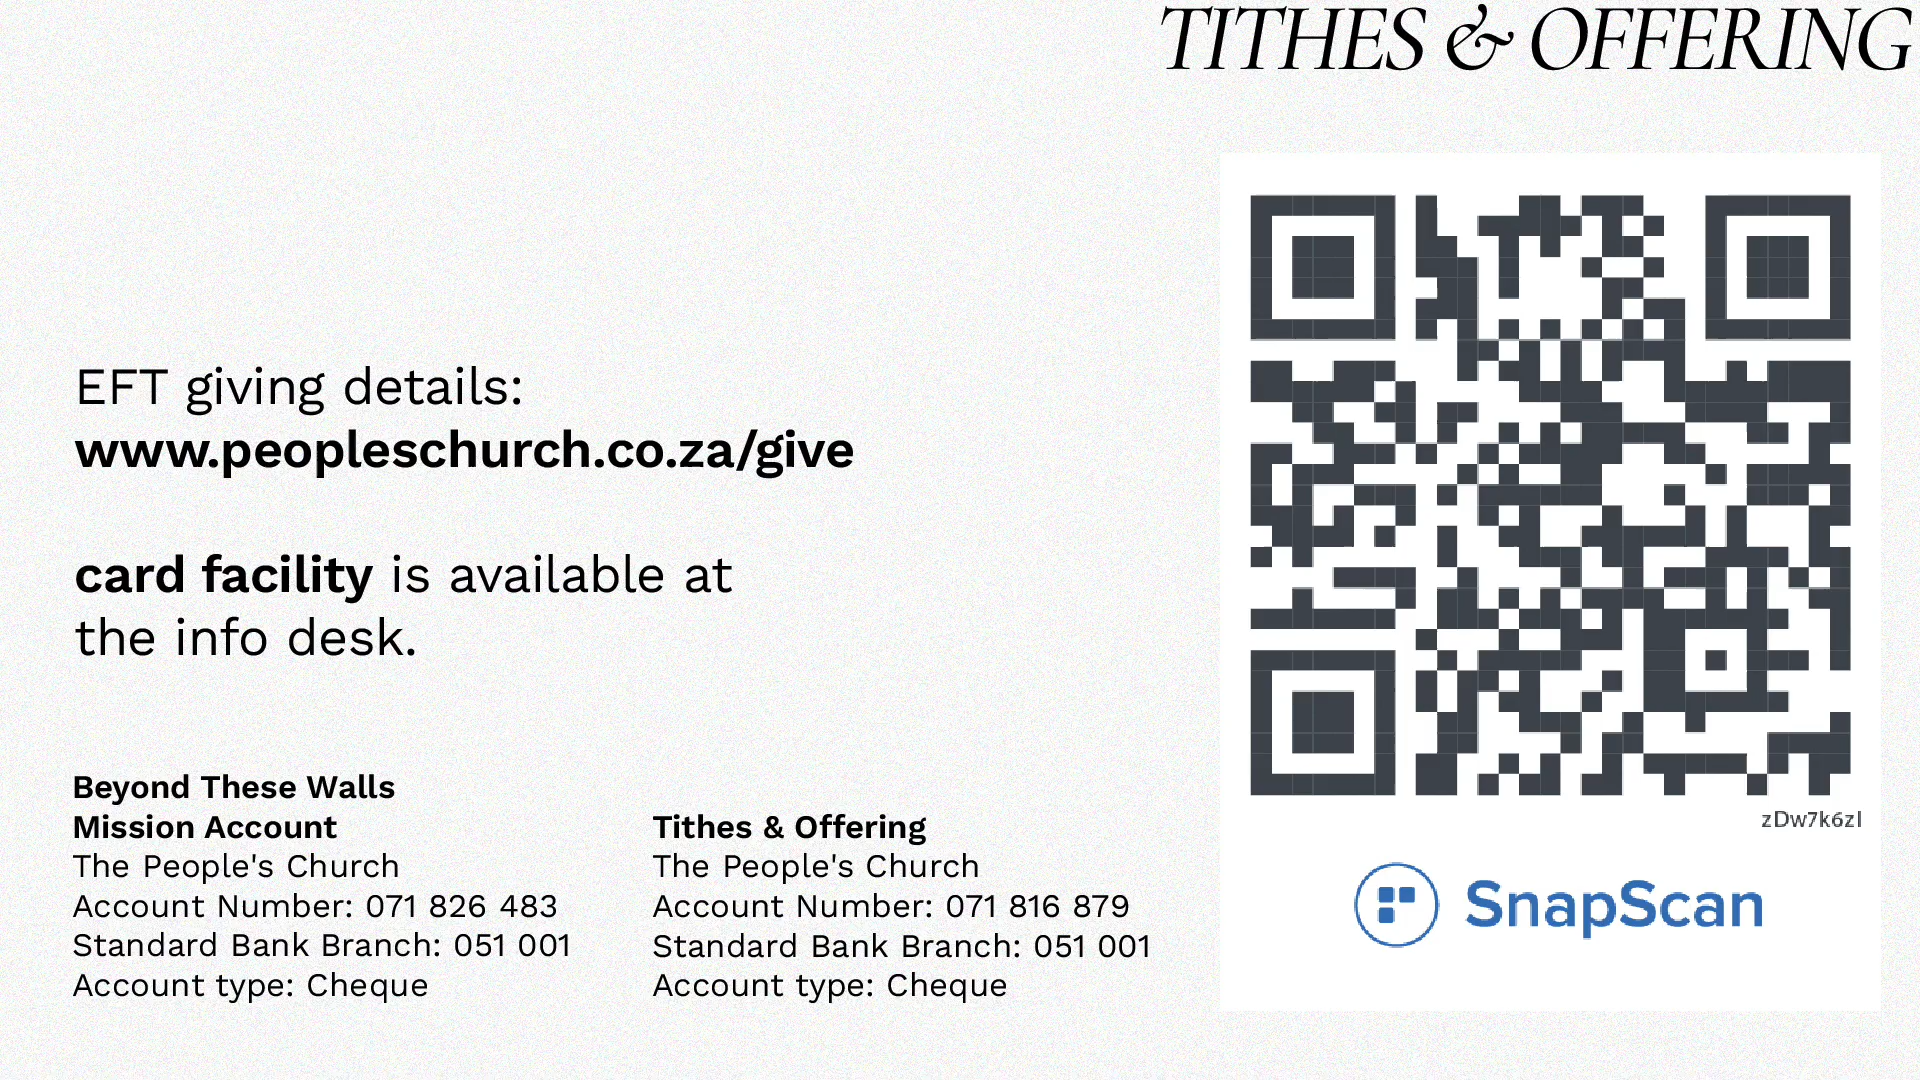 TITHES & OFFERING
EFT giving details:
www.peopleschurch.co.za/give
card facility is available at
the info desk.
Beyond These Walls
Mission Account
The People's Church
Account Number: 071 826 483
Standard Bank Branch: 051 001
Account type: Cheque
Tithes & Offering
The People's Church
Account Number: 071 816 879
Standard Bank Branch: 051 001
Account type: Cheque
zDw7k6zI
SnapScan